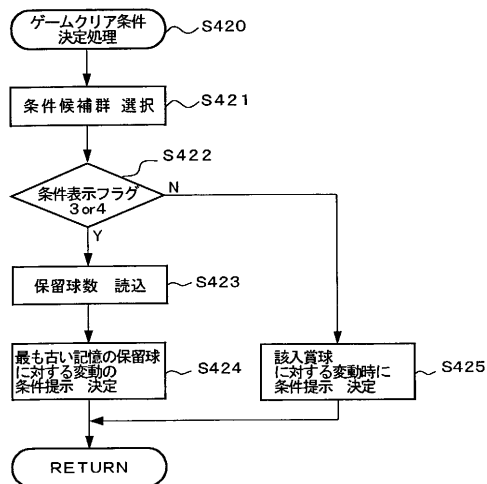 ゲームクリア条件
決定処理
S420
条件候補群 選択
S421
S422
条件表示フラグ
3or4
N
Y
保留球数 読込
S423
最も古い記憶の保留球
に対する変動の
条件提示 決定
S424
該入賞球
に対する変動時に
条件提示 決定
S425
RETURN